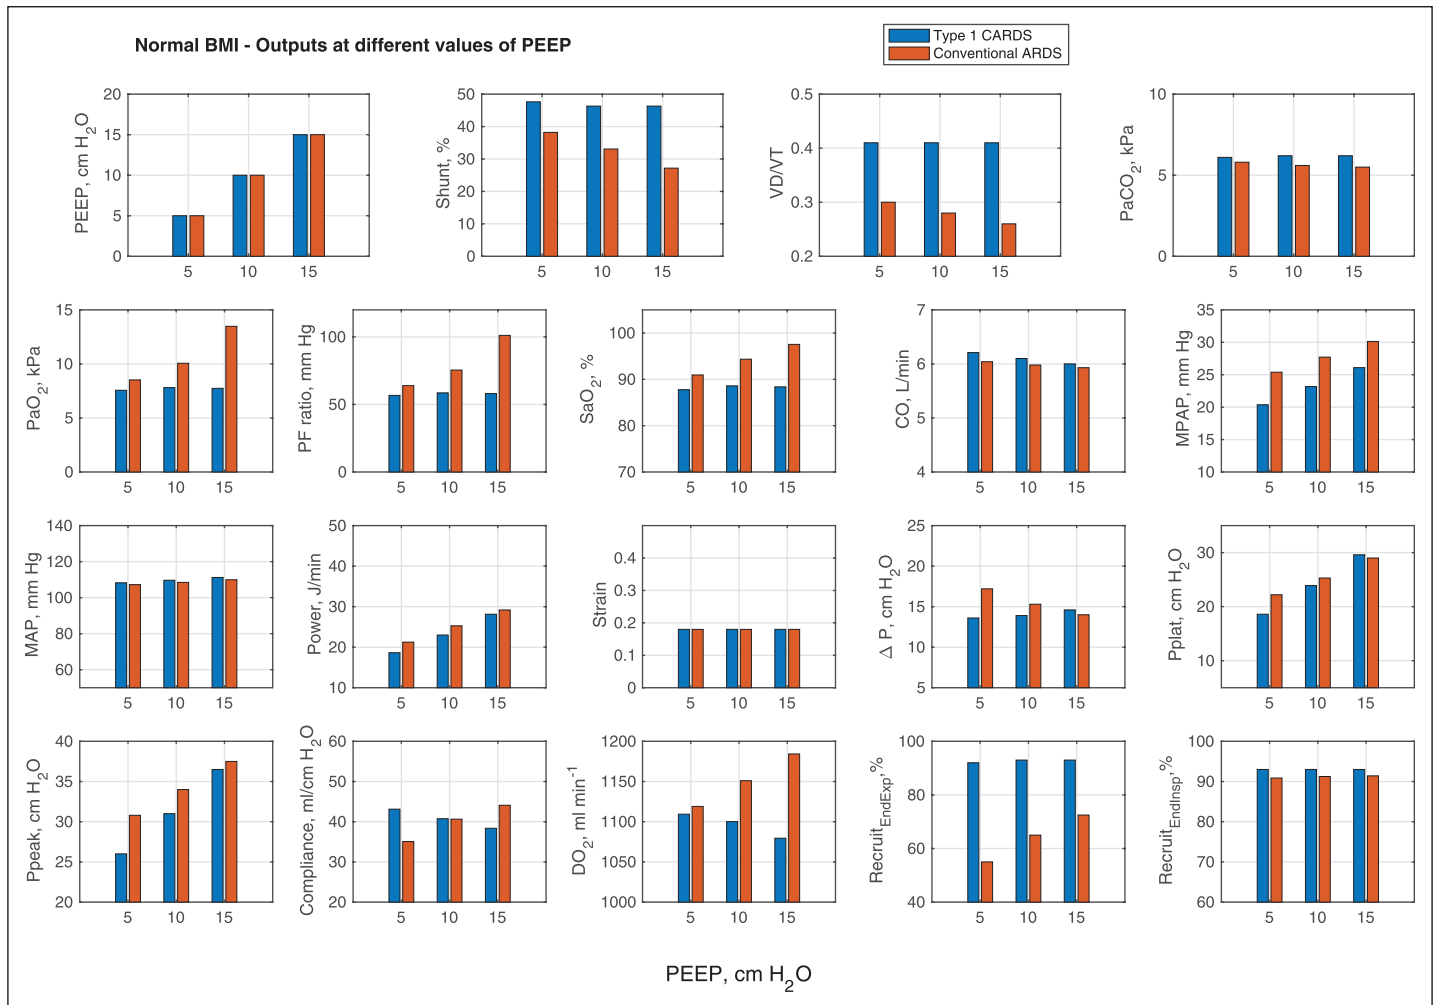 Normal BMI - Outputs at different values of PEEP
Type 1 CARDS
Conventional ARDS
PEEP, cm H2O
20
15
10
5
0
5 10 15
Shunt, %
50
40
30
20
10
0
5 10 15
VD/VT
0.5
0.4
0.3
0.2
5 10 15
PaCO2, kPa
10
5
0
5 10 15
PaO2, kPa
15
10
5
0
5 10 15
PF ratio, mm Hg
100
50
0
5 10 15
SaO2, %
100
90
80
70
5 10 15
CO, L/min
7
6
5
4
5 10 15
MPAP, mm Hg
35
30
25
20
15
10
5 10 15
MAP, mm Hg
140
120
100
80
60
5 10 15
Power, J/min
50
40
30
20
10
5 10 15
Strain
0.4
0.3
0.2
0.1
0
5 10 15
Δ P, cm H2O
25
20
15
10
5
5 10 15
Pplat, cm H2O
30
20
10
5 10 15
Ppeak, cm H2O
40
35
30
25
20
5 10 15
Compliance, ml/cm H2O
60
50
40
30
20
5 10 15
DO2, ml min-1
1200
1150
1100
1050
1000
5 10 15
RecruitEndExp,%
100
80
60
40
5 10 15
RecruitEndInsp,%
100
90
80
70
60
5 10 15
PEEP, cm H2O